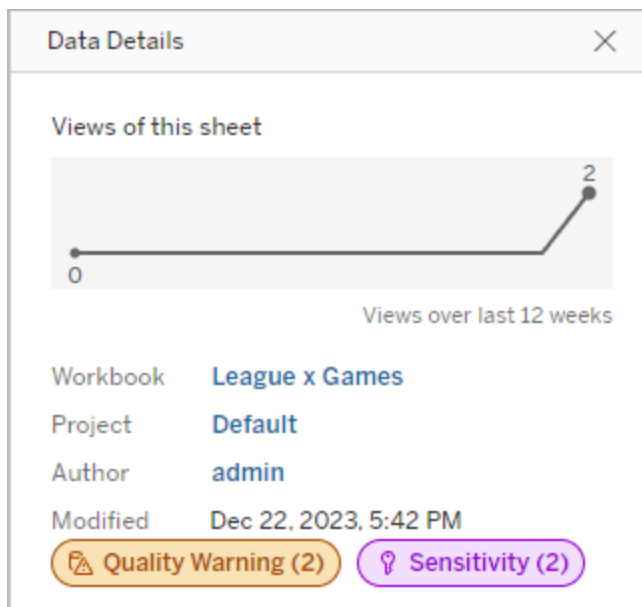 Data Details
Views of this sheet
2
0
Views over last 12 weeks
Workbook League x Games
Project Default
Author admin
Modified Dec 22, 2023, 5:42 PM
Quality Warning (2) Sensitivity (2)